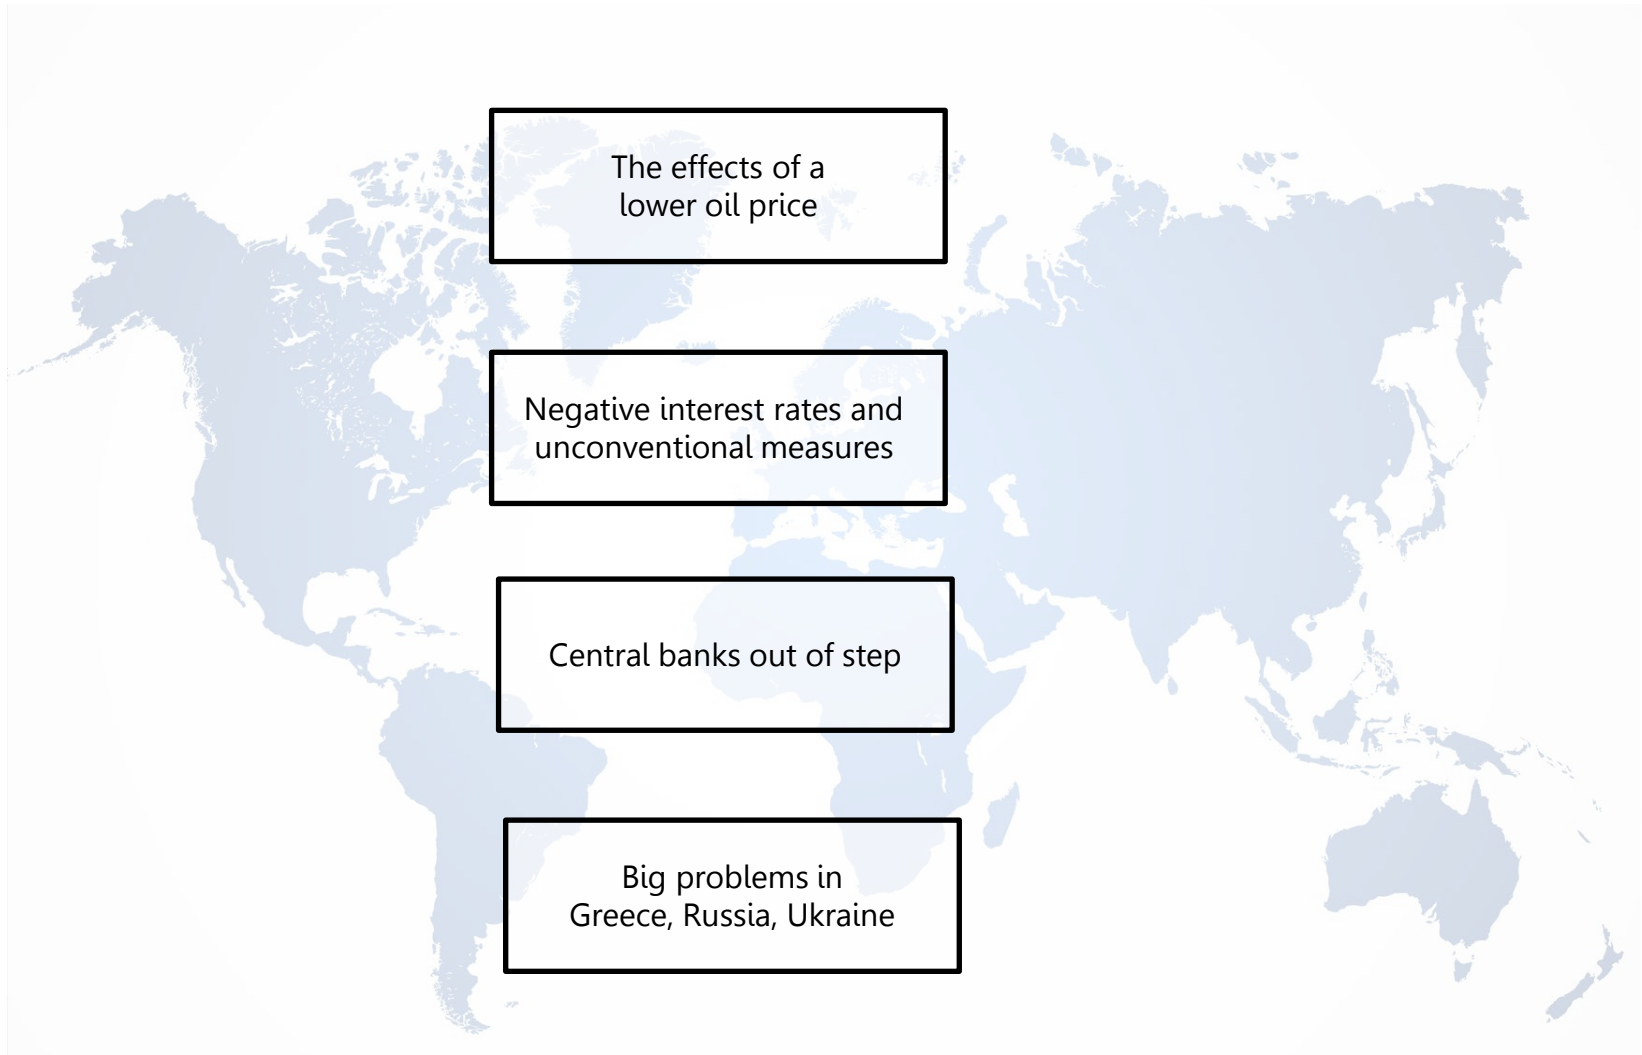 The effects of a
lower oil price
Negative interest rates and
unconventional measures
Central banks out of step
Big problems in
Greece, Russia, Ukraine